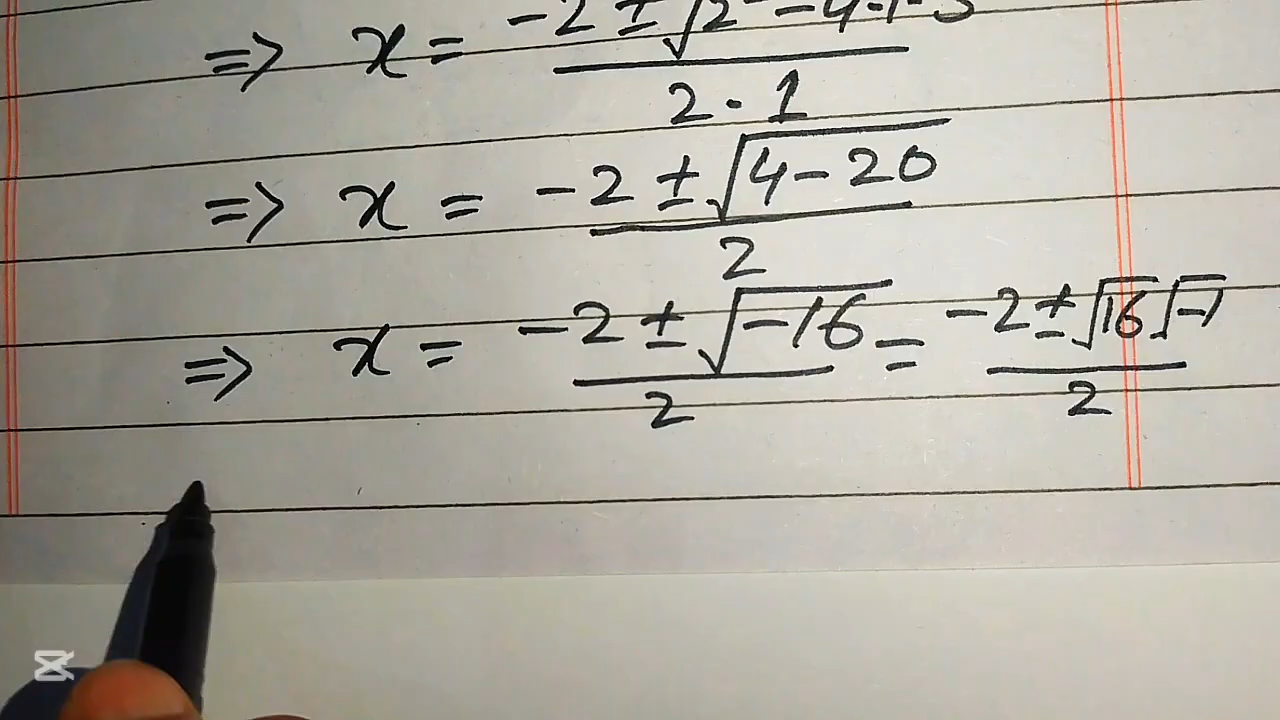 => x = -2 ± √2² - 4·1·5 / 2·1
=> x = -2 ± √4-20 / 2
=> x = -2 ± √-16 / 2 = -2 ± √16 √-1 / 2